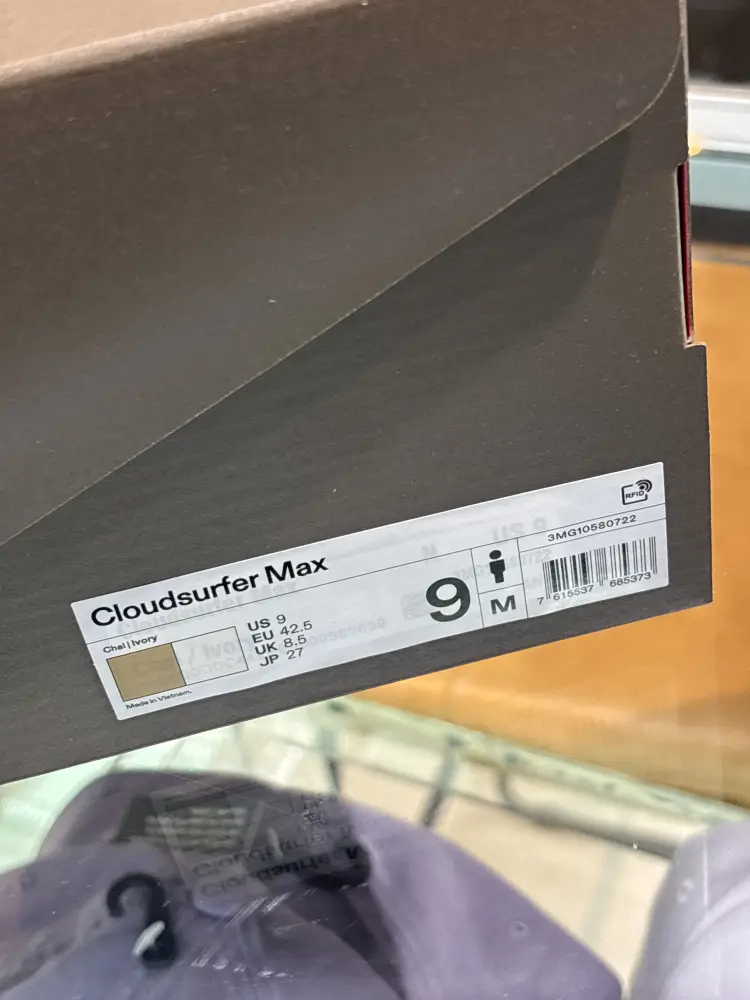 RFID
3MG10580722
Cloudsurfer Max
Chai | Ivory
US 9
EU 42.5
UK 8.5
JP 27
9
M
7 615537 685373
Made in Vietnam.